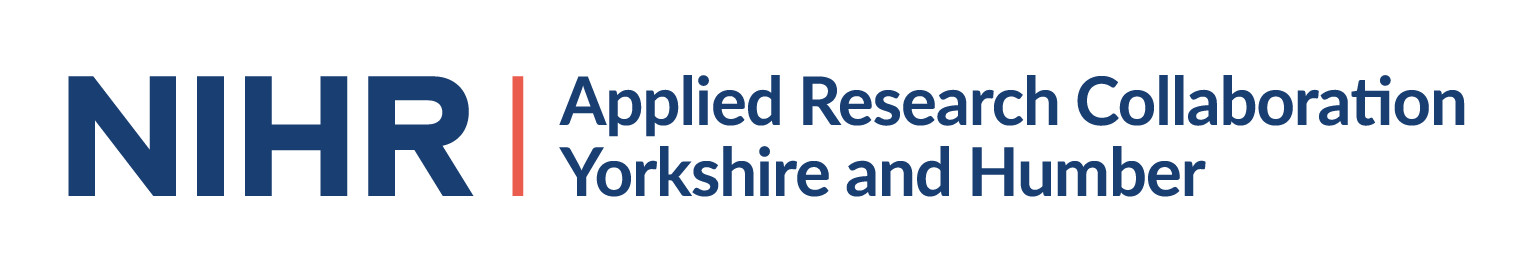 NIHR
Applied Research Collaboration
Yorkshire and Humber